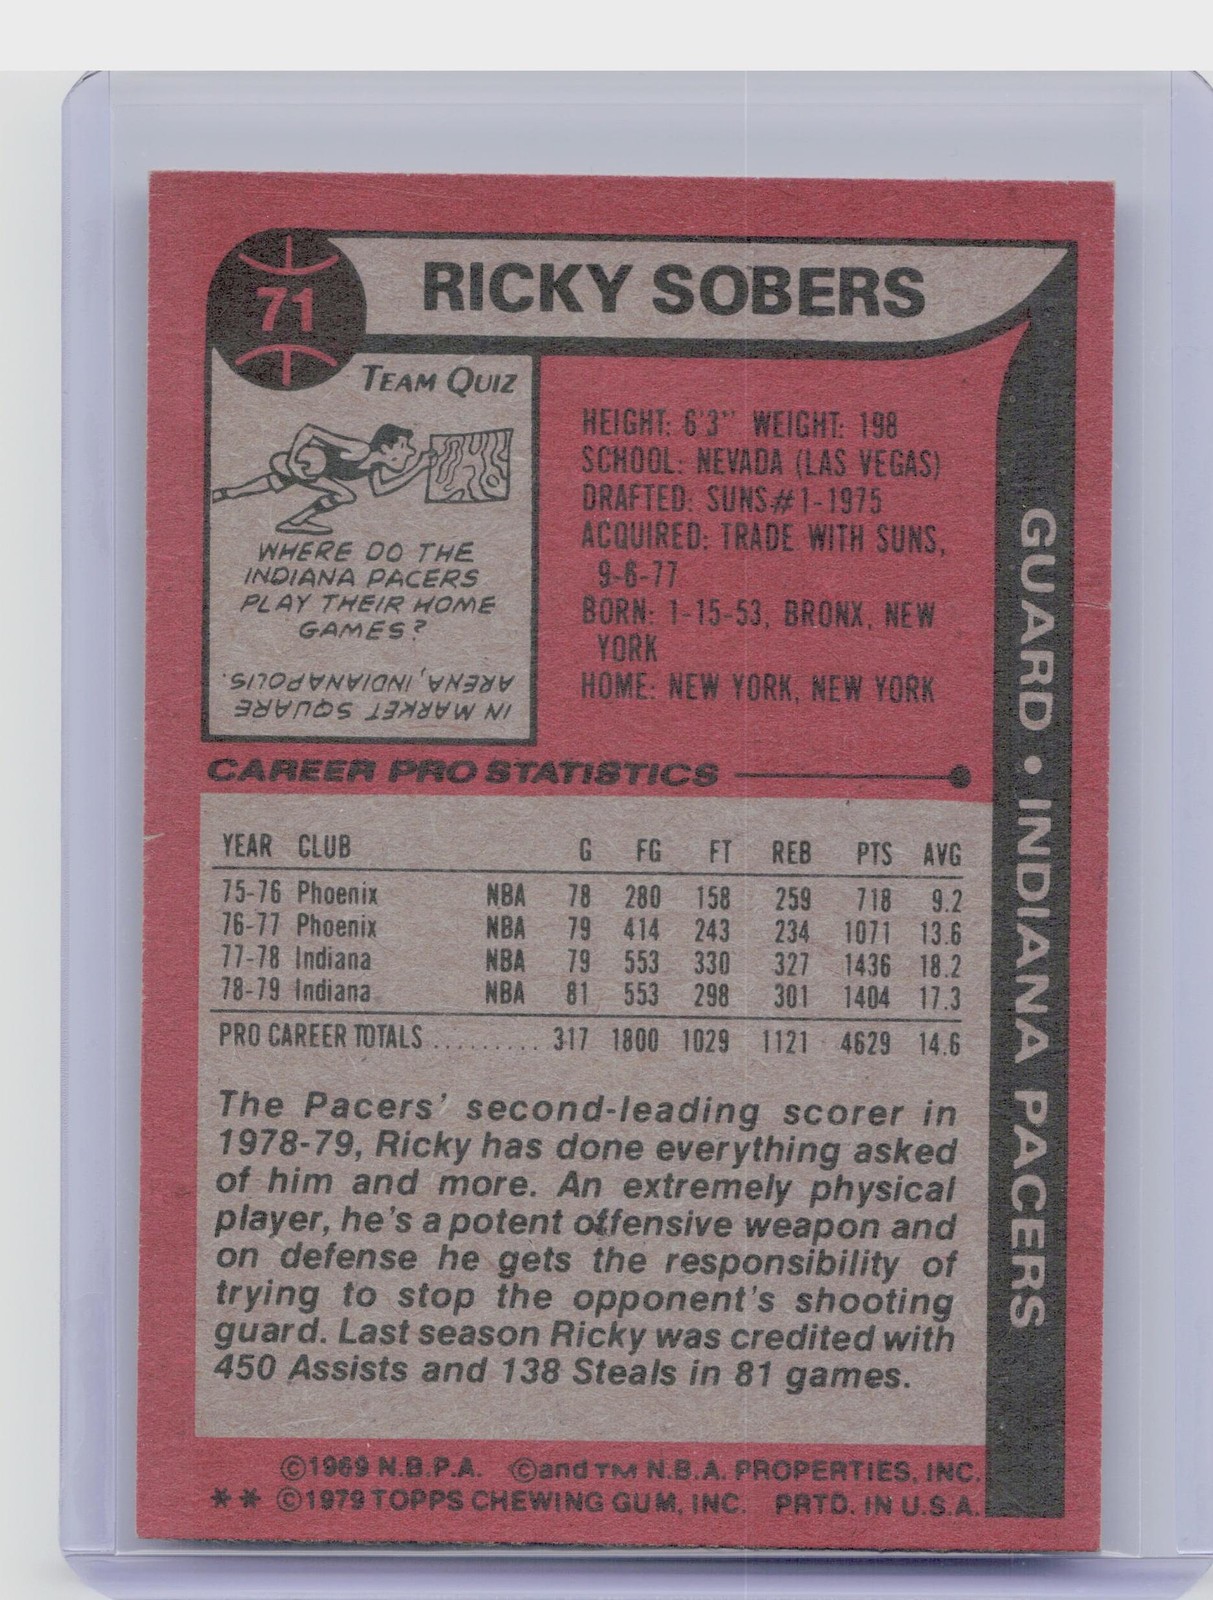 71
RICKY SOBERS
TEAM QUIZ
WHERE DO THE
INDIANA PACERS
PLAY THEIR HOME
GAMES?
IN MARKET SQUARE
ARENA, INDIANAPOLIS.
HEIGHT: 6'3" WEIGHT: 198
SCHOOL: NEVADA (LAS VEGAS)
DRAFTED: SUNS#1-1975
ACQUIRED: TRADE WITH SUNS,
9-6-77
BORN: 1-15-53, BRONX, NEW
YORK
HOME: NEW YORK, NEW YORK
GUARD • INDIANA PACERS
CAREER PRO STATISTICS
YEAR CLUB G FG FT REB PTS AVG
75-76 Phoenix NBA 78 280 158 259 718 9.2
76-77 Phoenix NBA 79 414 243 234 1071 13.6
77-78 Indiana NBA 79 553 330 327 1436 18.2
78-79 Indiana NBA 81 553 298 301 1404 17.3
PRO CAREER TOTALS ......... 317 1800 1029 1121 4629 14.6
The Pacers' second-leading scorer in
1978-79, Ricky has done everything asked
of him and more. An extremely physical
player, he's a potent offensive weapon and
on defense he gets the responsibility of
trying to stop the opponent's shooting
guard. Last season Ricky was credited with
450 Assists and 138 Steals in 81 games.
©1969 N.B.P.A. ©and TM N.B.A. PROPERTIES, INC.
** ©1979 TOPPS CHEWING GUM, INC. PRTD. IN U.S.A.